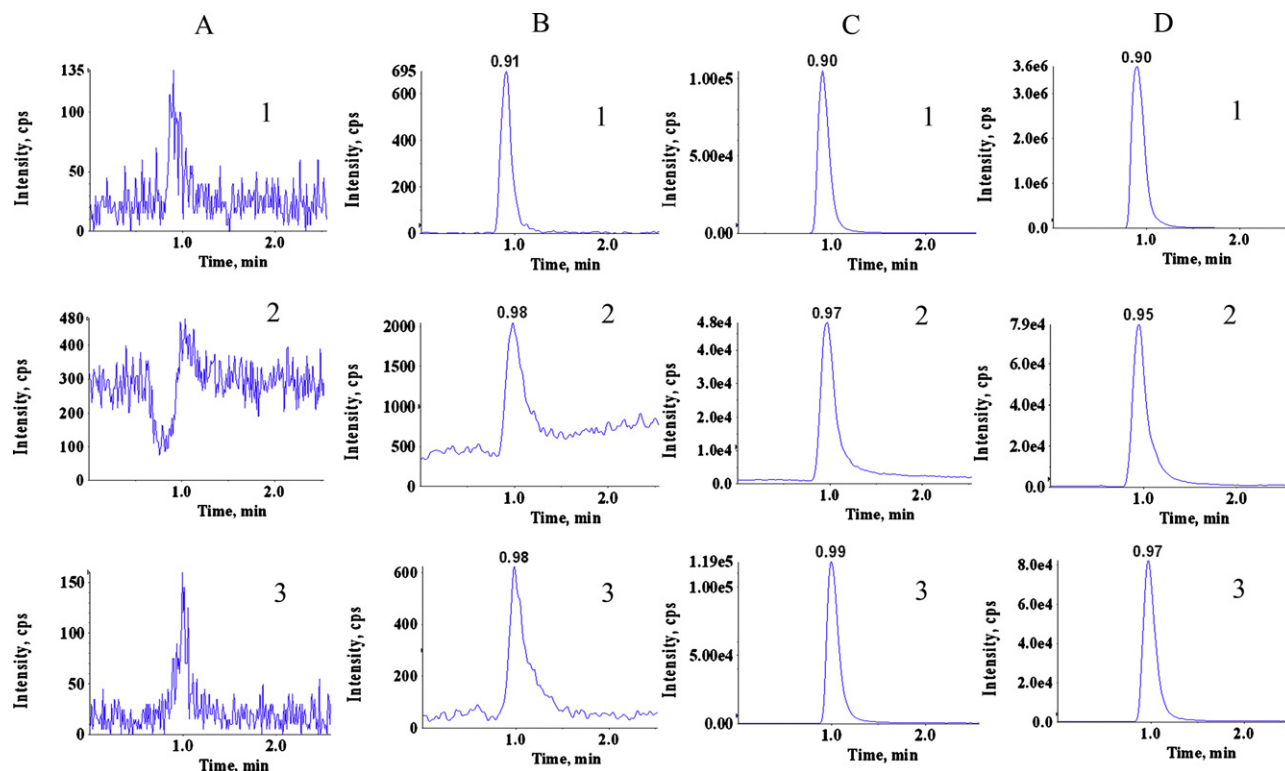 A B C D
135
100
50
0
1.0 2.0
Time, min
Intensity, cps
1
0.91
695
600
400
200
0
1.0 2.0
Time, min
Intensity, cps
1
0.90
1.00e5
5.00e4
0.00
1.0 2.0
Time, min
Intensity, cps
1
0.90
3.6e6
3.0e6
2.0e6
1.0e6
0.0
1.0 2.0
Time, min
Intensity, cps
1
480
400
300
200
100
0
1.0 2.0
Time, min
Intensity, cps
2
0.98
2000
1500
1000
500
0
1.0 2.0
Time, min
Intensity, cps
2
0.97
4.8e4
4.0e4
3.0e4
2.0e4
1.0e4
0.0
1.0 2.0
Time, min
Intensity, cps
2
0.95
7.9e4
6.0e4
4.0e4
2.0e4
0.0
1.0 2.0
Time, min
Intensity, cps
2
150
100
50
0
1.0 2.0
Time, min
Intensity, cps
3
0.98
600
400
200
0
1.0 2.0
Time, min
Intensity, cps
3
0.99
1.19e5
1.00e5
5.00e4
0.00
1.0 2.0
Time, min
Intensity, cps
3
0.97
8.0e4
6.0e4
4.0e4
2.0e4
0.0
1.0 2.0
Time, min
Intensity, cps
3